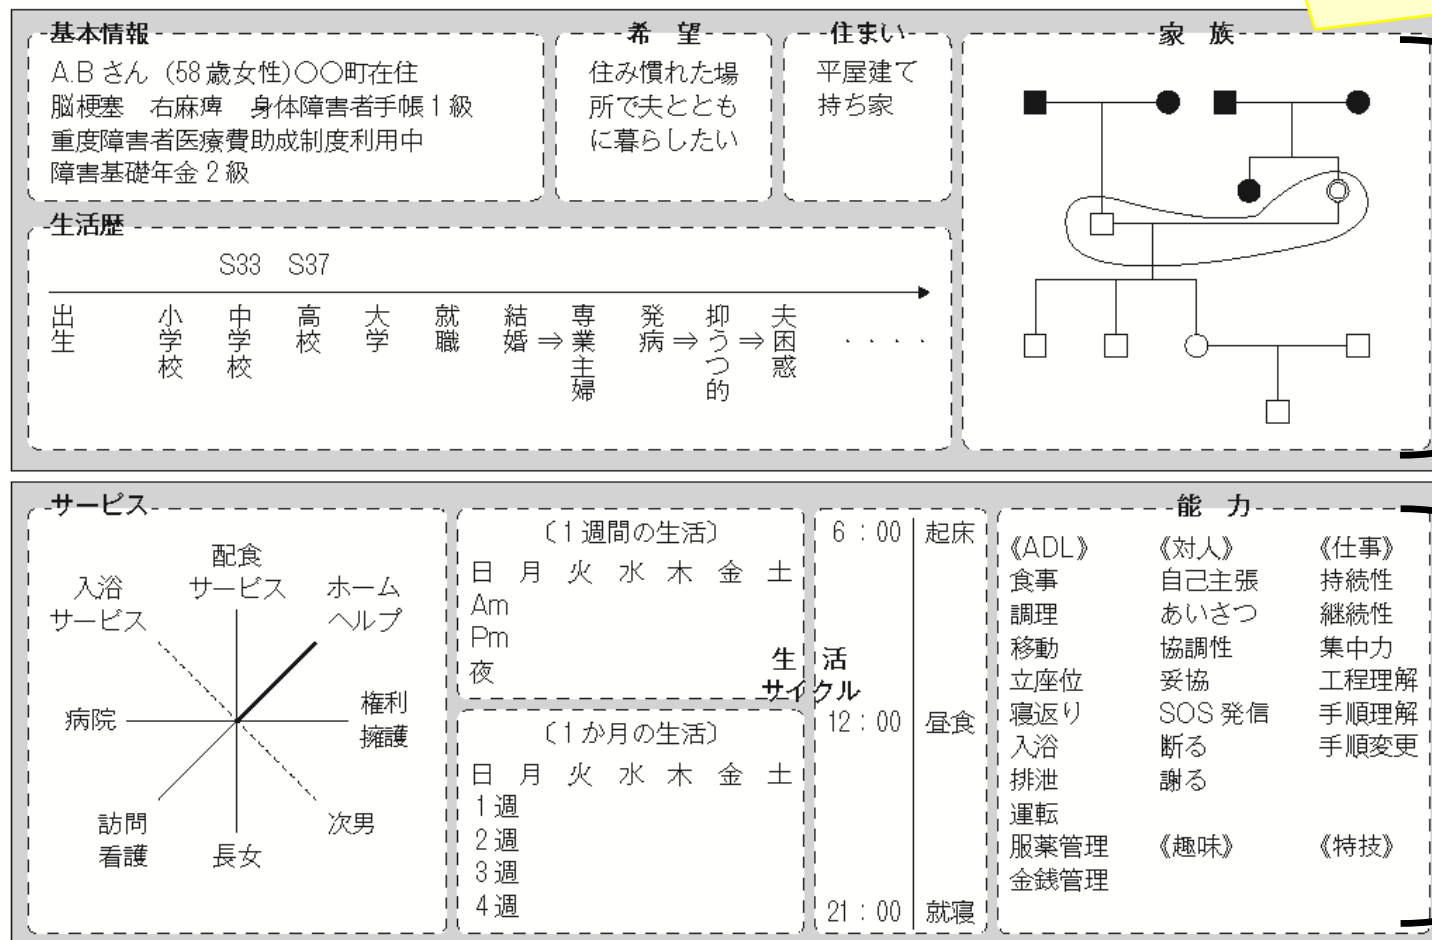 基本情報
A.B さん (58歳女性)〇〇町在住
脳梗塞 右麻痺 身体障害者手帳1級
重度障害者医療費助成制度利用中
障害基礎年金2級
希 望
住み慣れた場
所で夫ととも
に暮らしたい
住まい
平屋建て
持ち家
家 族
生活歴
S33 S37
出生 小学校 中学校 高校 大学 就職 結婚 ⇒ 専業主婦 発病 ⇒ 抑うつ的 ⇒ 夫困惑 ・・・・
サービス
配食
サービス
ホーム
ヘルプ
権利
擁護
次男
長女
訪問
看護
病院
入浴
サービス
生 活
サイクル
〔1週間の生活〕
日 月 火 水 木 金 土
Am
Pm
夜
〔1か月の生活〕
日 月 火 水 木 金 土
1週
2週
3週
4週
6:00 起床
12:00 昼食
21:00 就寝
能 力
《ADL》
食事
調理
移動
立座位
寝返り
入浴
排泄
運転
服薬管理
金銭管理
《対人》
自己主張
あいさつ
協調性
妥協
SOS発信
断る
謝る
《趣味》
《仕事》
持続性
継続性
集中力
工程理解
手順理解
手順変更
《特技》